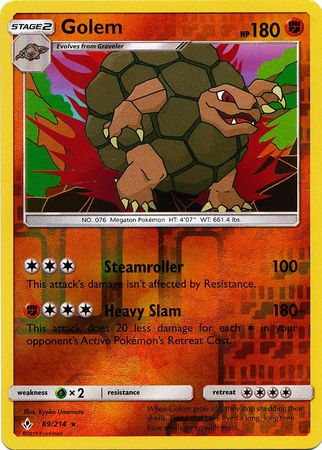 STAGE2 Golem HP 180
Evolves from Graveler
NO. 076 Megaton Pokémon HT: 4'07" WT: 661.4 lbs.
Steamroller 100
This attack's damage isn't affected by Resistance.
Heavy Slam 180
This attack does 20 less damage for each ✴ in your
opponent's Active Pokémon's Retreat Cost.
weakness × 2 resistance retreat
Illus. Kyoko Umemoto
89/214 ★
©2019 Pokémon
When Golem grow old, they stop shedding their
shells. Those that have lived a long, long time
have shells green with moss.